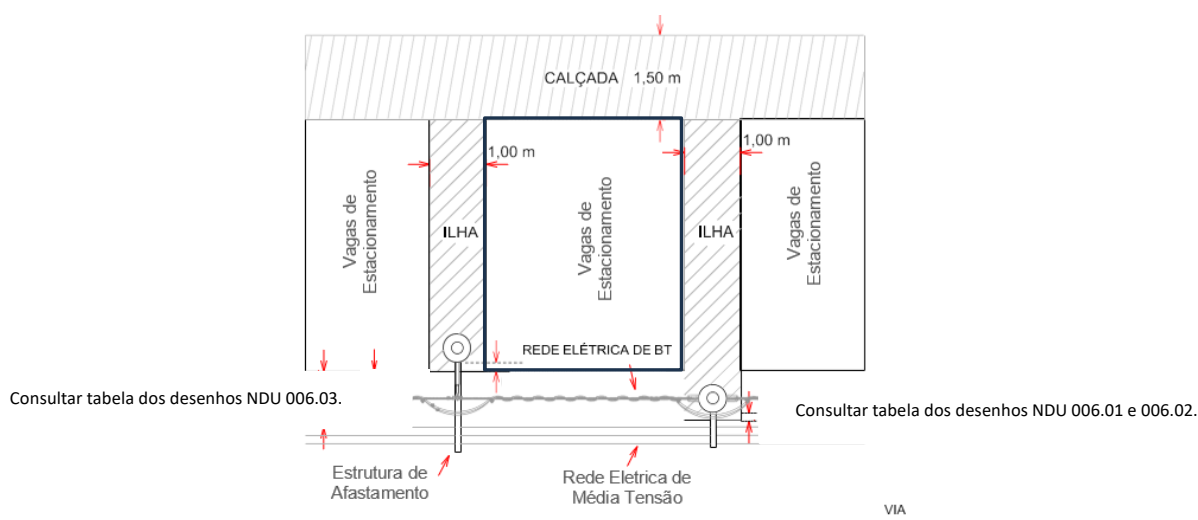 CALÇADA 1,50 m
1,00 m
1,00 m
Vagas de
Estacionamento
ILHA
Vagas de
Estacionamento
ILHA
Vagas de
Estacionamento
REDE ELÉTRICA DE BT
Consultar tabela dos desenhos NDU 006.03.
Consultar tabela dos desenhos NDU 006.01 e 006.02.
Estrutura de
Afastamento
Rede Eletrica de
Média Tensão
VIA